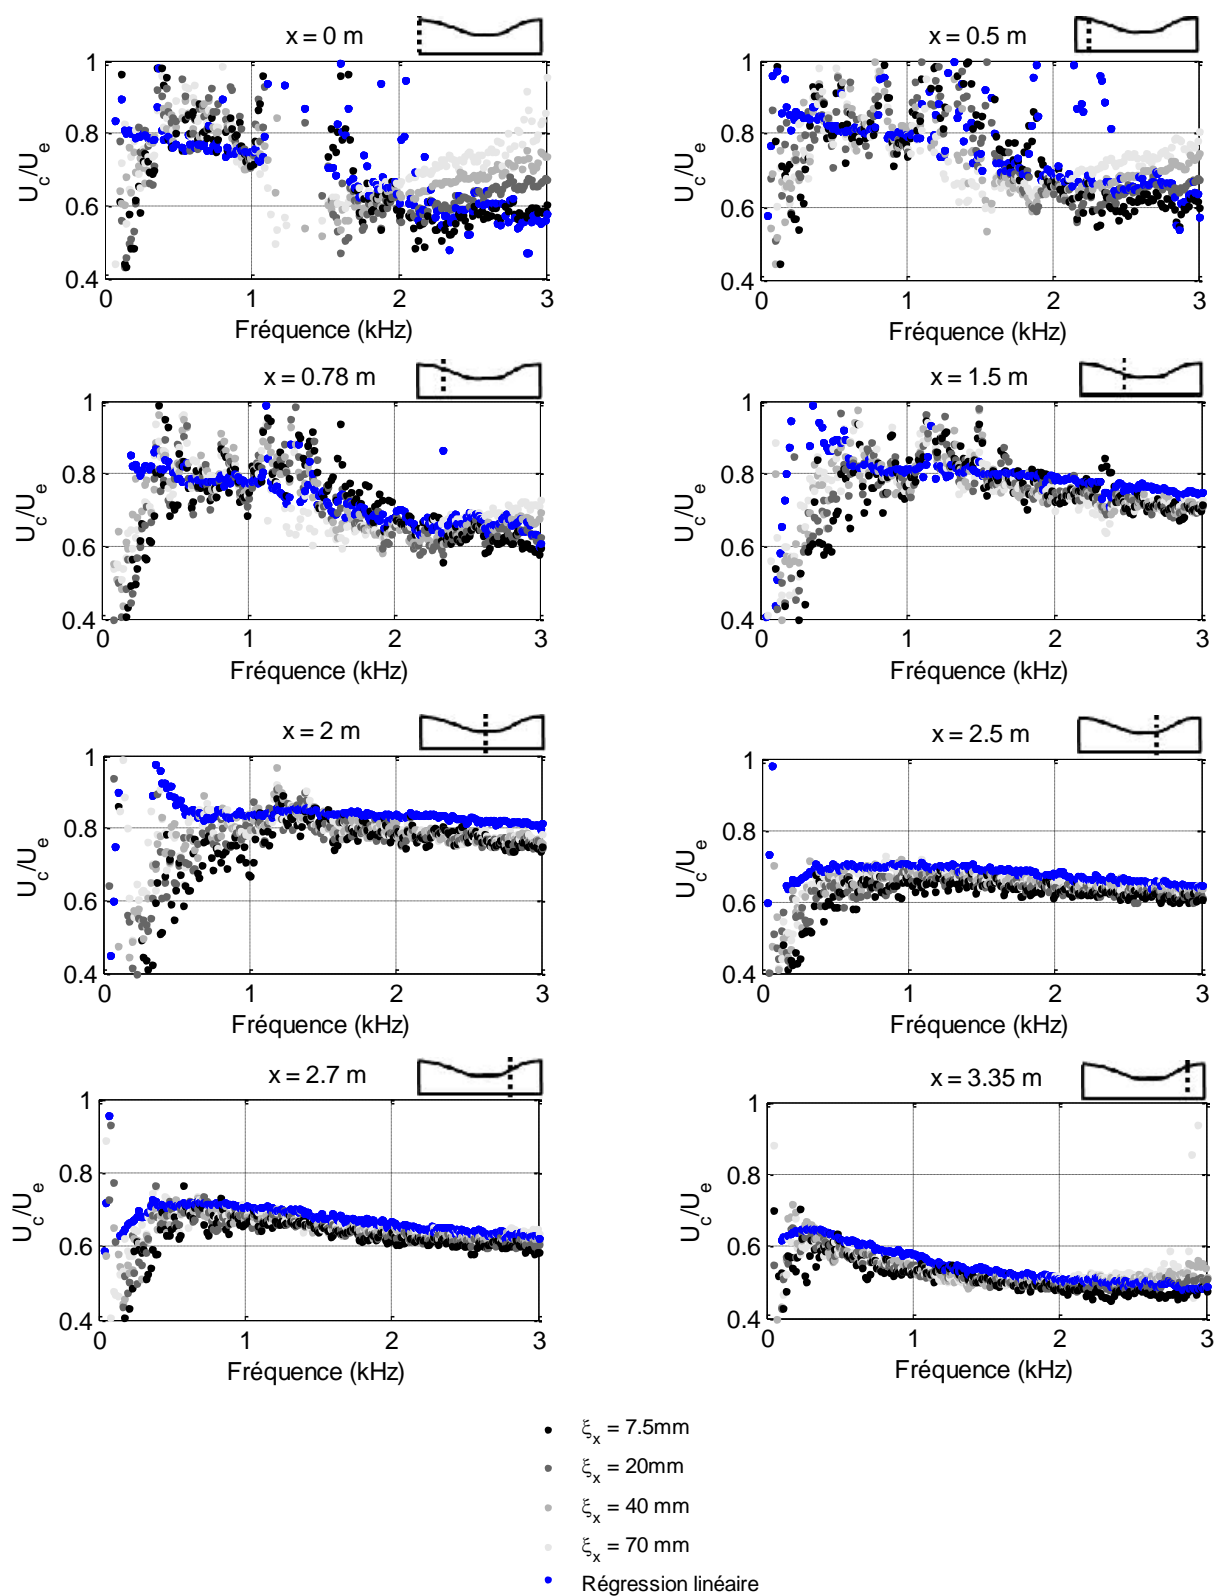 x = 0 m
1
0.8
0.6
0.4
U_c/U_e
0 1 2 3
Fréquence (kHz)
x = 0.5 m
1
0.8
0.6
0.4
U_c/U_e
0 1 2 3
Fréquence (kHz)
x = 0.78 m
1
0.8
0.6
0.4
U_c/U_e
0 1 2 3
Fréquence (kHz)
x = 1.5 m
1
0.8
0.6
0.4
U_c/U_e
0 1 2 3
Fréquence (kHz)
x = 2 m
1
0.8
0.6
0.4
U_c/U_e
0 1 2 3
Fréquence (kHz)
x = 2.5 m
1
0.8
0.6
0.4
U_c/U_e
0 1 2 3
Fréquence (kHz)
x = 2.7 m
1
0.8
0.6
0.4
U_c/U_e
0 1 2 3
Fréquence (kHz)
x = 3.35 m
1
0.8
0.6
0.4
U_c/U_e
0 1 2 3
Fréquence (kHz)
ξ_x = 7.5mm
ξ_x = 20mm
ξ_x = 40 mm
ξ_x = 70 mm
Régression linéaire